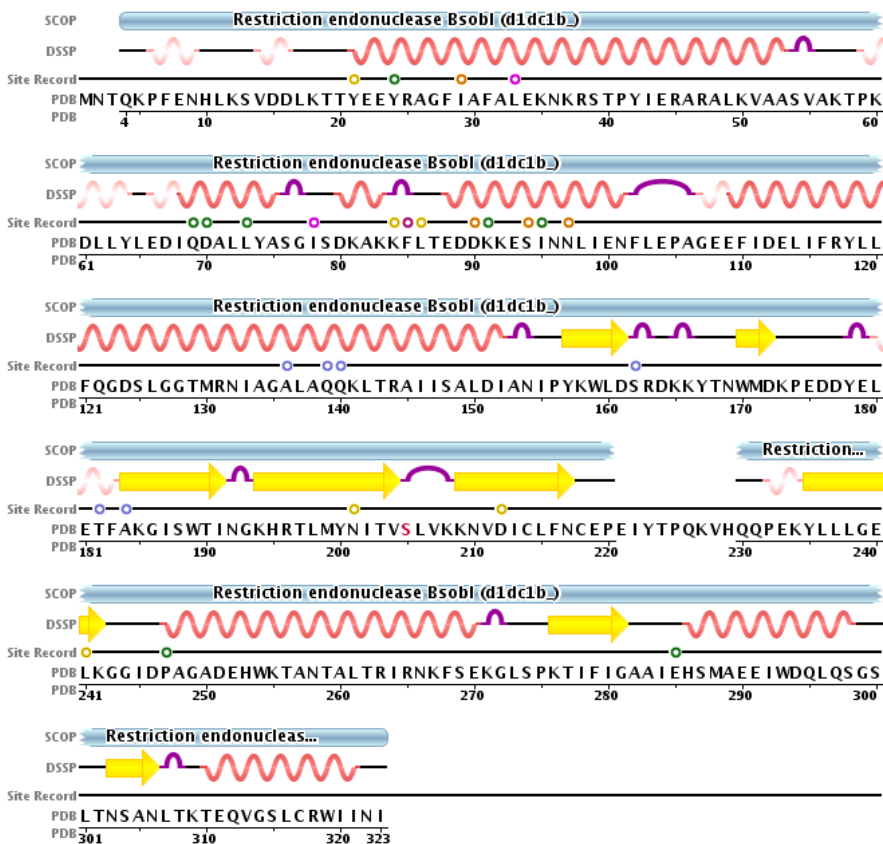 SCOP Restriction endonuclease BsobI (d1dc1b_)
DSSP
Site Record
PDB MNTQKPFENHLKSVDDLKTTYEEYRAGFIAFALEKNKRSTPYIERARALKVAASVAKTPK
PDB 4 10 20 30 40 50 60
SCOP Restriction endonuclease BsobI (d1dc1b_)
DSSP
Site Record
PDB DLLYLEDIQDALLYASGISDKAKKFLTEDDKKESINNLIENFLEPAGEEFIDELIFRYLL
PDB 61 70 80 90 100 110 120
SCOP Restriction endonuclease BsobI (d1dc1b_)
DSSP
Site Record
PDB FQGDSLGGTMRNIAGALAQQKLTRAIISALDIANIPYKWLDSRDKKYTNWMDKPEDDYEL
PDB 121 130 140 150 160 170 180
SCOP Restriction...
DSSP
Site Record
PDB ETFAKGISWTINGKHRTLMYNITVSLVKKNVDICLFNCEPEIYTPQKVHQQPEKYLLLGE
PDB 181 190 200 210 220 230 240
SCOP Restriction endonuclease BsobI (d1dc1b_)
DSSP
Site Record
PDB LKGGIDPAGADEHWKTANTALTRIRNKFSEKGLSPKTIFIGAAIEHSMAEEIWDQLQSGS
PDB 241 250 260 270 280 290 300
SCOP Restriction endonucleas...
DSSP
Site Record
PDB LTNSANLTKTEQVGSLCRWIINI
PDB 301 310 320 323